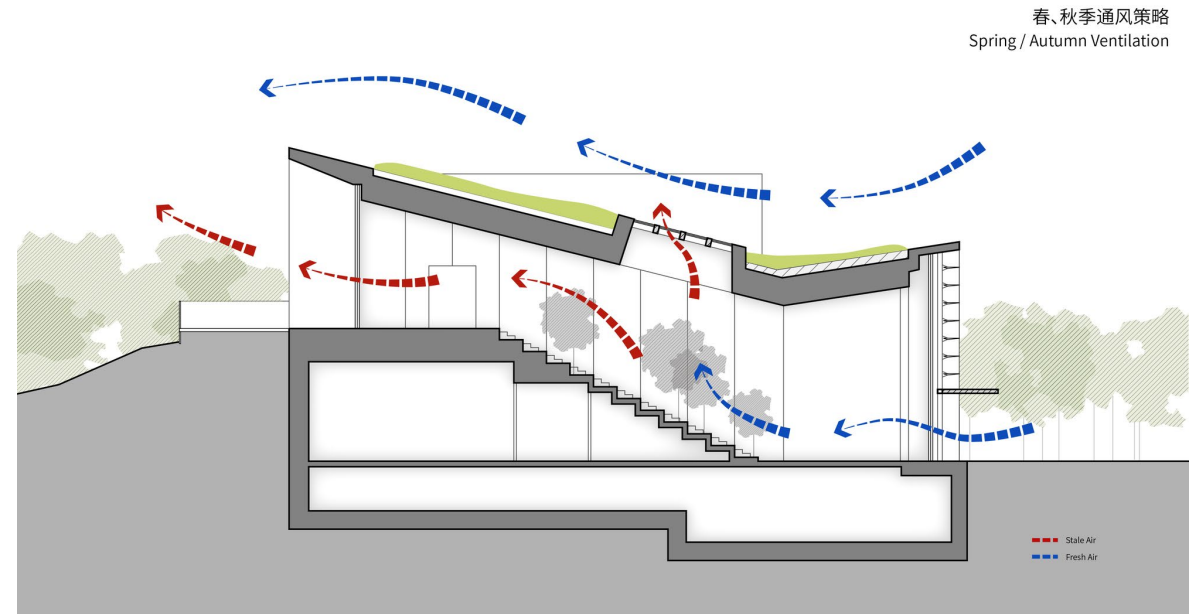 春、秋季通风策略
Spring / Autumn Ventilation
Stale Air
Fresh Air